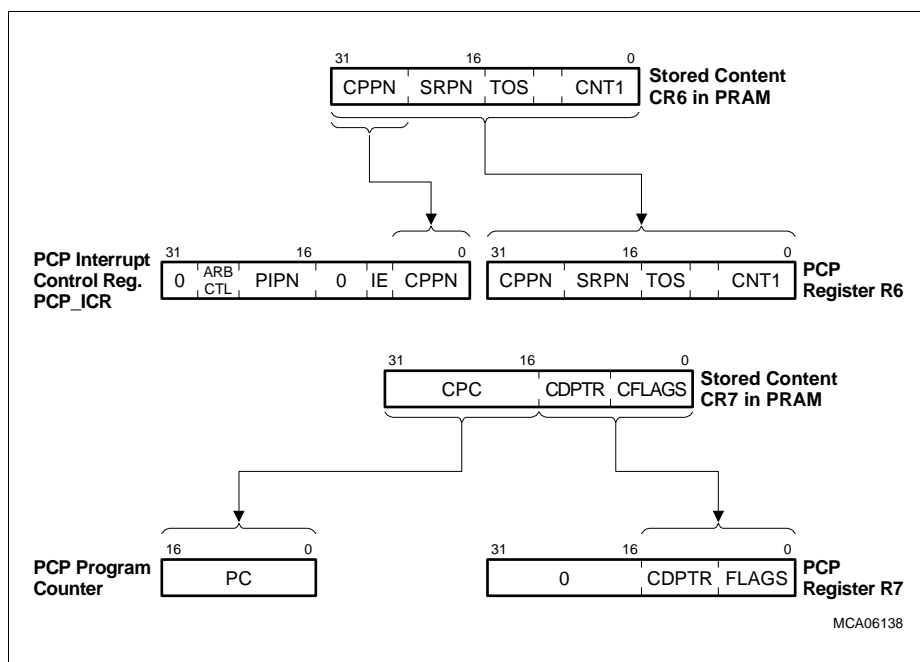 31 16 0
CPPN SRPN TOS CNT1
Stored Content
CR6 in PRAM
PCP Interrupt
Control Reg.
PCP_ICR
31 16 0
0 ARB CTL PIPN 0 IE CPPN
31 16 0
CPPN SRPN TOS CNT1
PCP
Register R6
31 16 0
CPC CDPTR CFLAGS
Stored Content
CR7 in PRAM
PCP Program
Counter
16 0
PC
31 16 0
0 CDPTR FLAGS
PCP
Register R7
MCA06138